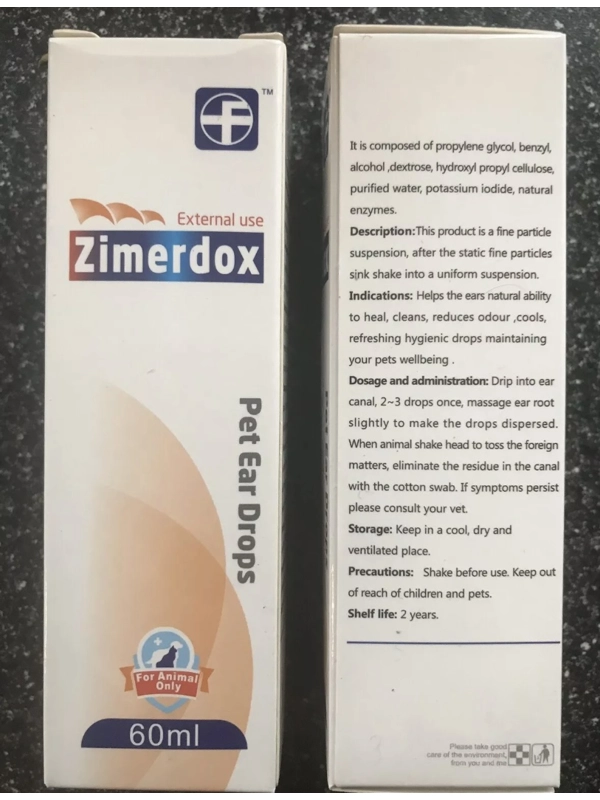 TM
External use
Zimerdox
Pet Ear Drops
For Animal
Only
60ml
It is composed of propylene glycol, benzyl,
alcohol ,dextrose, hydroxyl propyl cellulose,
purified water, potassium iodide, natural
enzymes.
Description:This product is a fine particle
suspension, after the static fine particles
sink shake into a uniform suspension.
Indications: Helps the ears natural ability
to heal, cleans, reduces odour ,cools,
refreshing hygienic drops maintaining
your pets wellbeing .
Dosage and administration: Drip into ear
canal, 2~3 drops once, massage ear root
slightly to make the drops dispersed.
When animal shake head to toss the foreign
matters, eliminate the residue in the canal
with the cotton swab. If symptoms persist
please consult your vet.
Storage: Keep in a cool, dry and
ventilated place.
Precautions: Shake before use. Keep out
of reach of children and pets.
Shelf life: 2 years.
Please take good
care of the environment,
from you and me